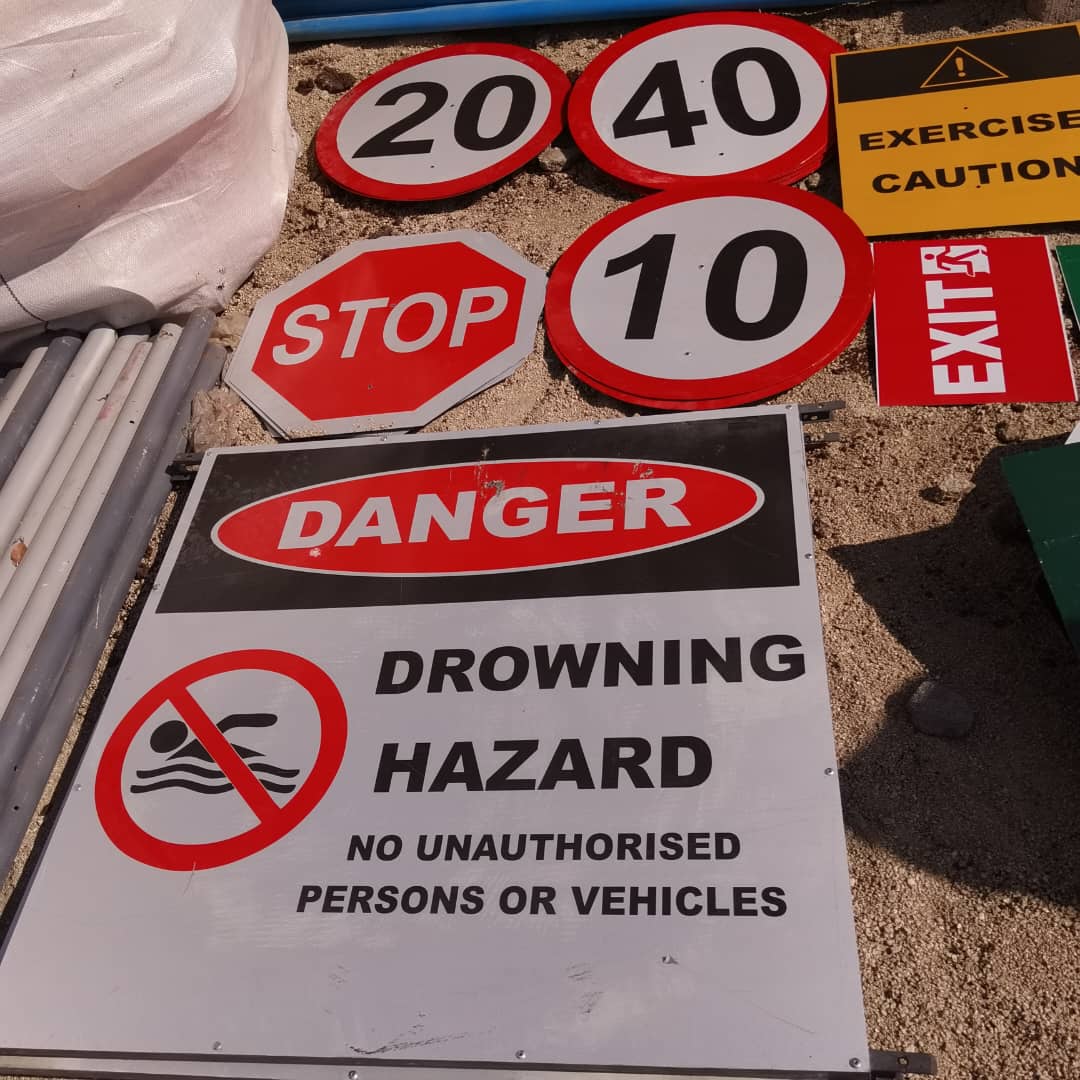 20
40
EXERCISE
CAUTION
STOP
10
EXIT
DANGER
DROWNING
HAZARD
NO UNAUTHORISED
PERSONS OR VEHICLES